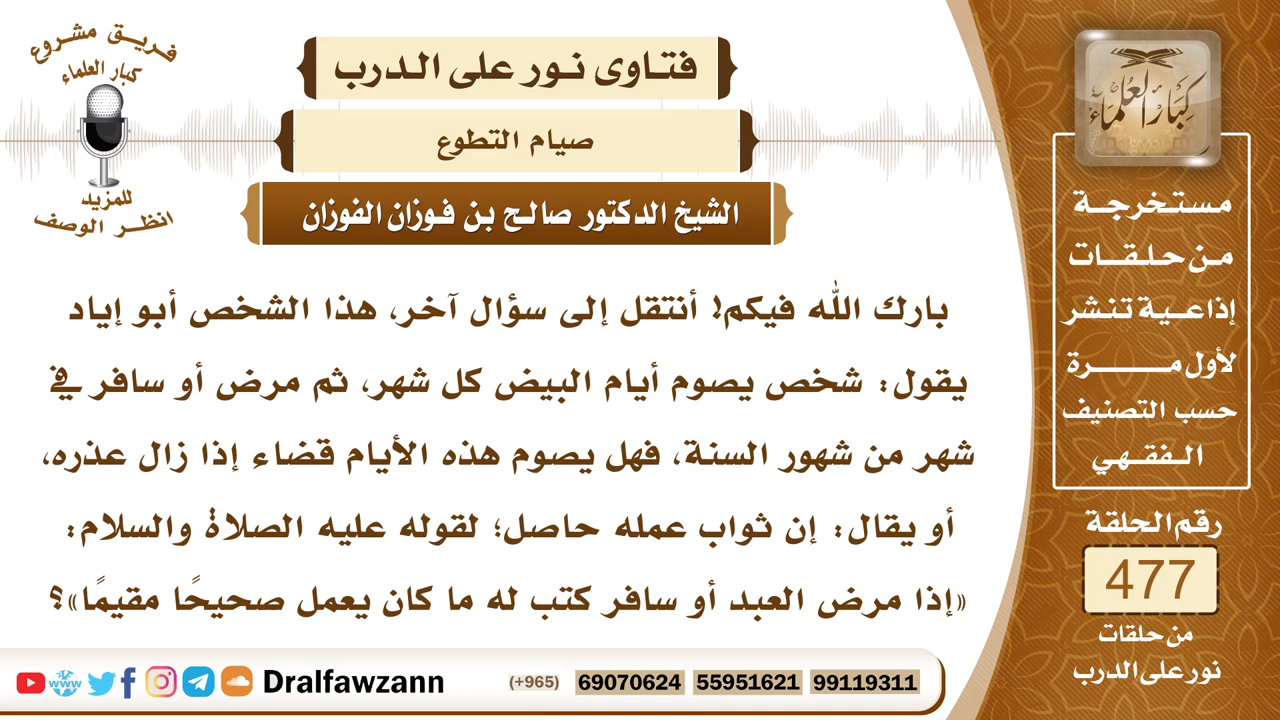 فريق مشروع
كبار العلماء
للمزيد
انظر الوصف
فتاوى نور على الدرب
صيام التطوع
الشيخ الدكتور صالح بن فوزان الفوزان
بارك الله فيكم! أنتقل إلى سؤال آخر، هذا الشخص أبو إياد
يقول: شخص يصوم أيام البيض كل شهر، ثم مرض أو سافر في
شهر من شهور السنة، فهل يصوم هذه الأيام قضاء إذا زال عذره،
أو يقال: إن ثواب عمله حاصل؛ لقوله عليه الصلاة والسلام:
«إذا مرض العبد أو سافر كتب له ما كان يعمل صحيحًا مقيمًا»؟
كبار العلماء
مستخرجة
من حلقات
إذاعية تنشر
لأول مرة
حسب التصنيف
الفقهي
رقم الحلقة
477
من حلقات
نور على الدرب
www
Dralfawzann
(+965) 69070624 55951621 99119311